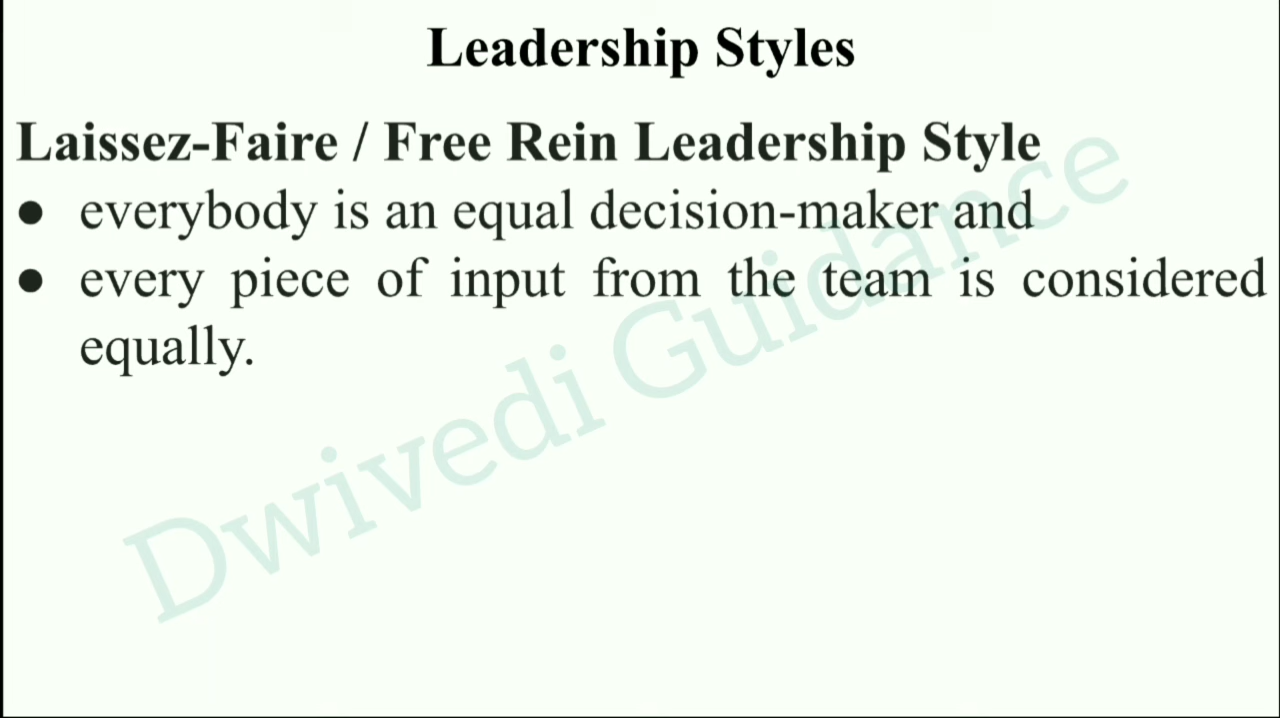 Leadership Styles
Laissez-Faire / Free Rein Leadership Style
● everybody is an equal decision-maker and
● every piece of input from the team is considered
equally.
Dwivedi Guidance